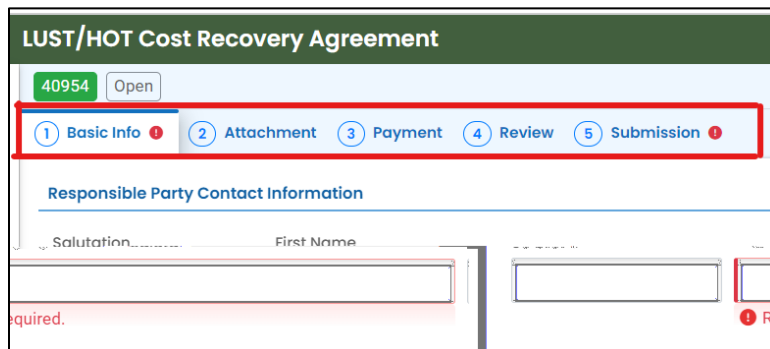 LUST/HOT Cost Recovery Agreement
40954 Open
1 Basic Info 2 Attachment 3 Payment 4 Review 5 Submission
Responsible Party Contact Information
Salutation First Name
equired.
R